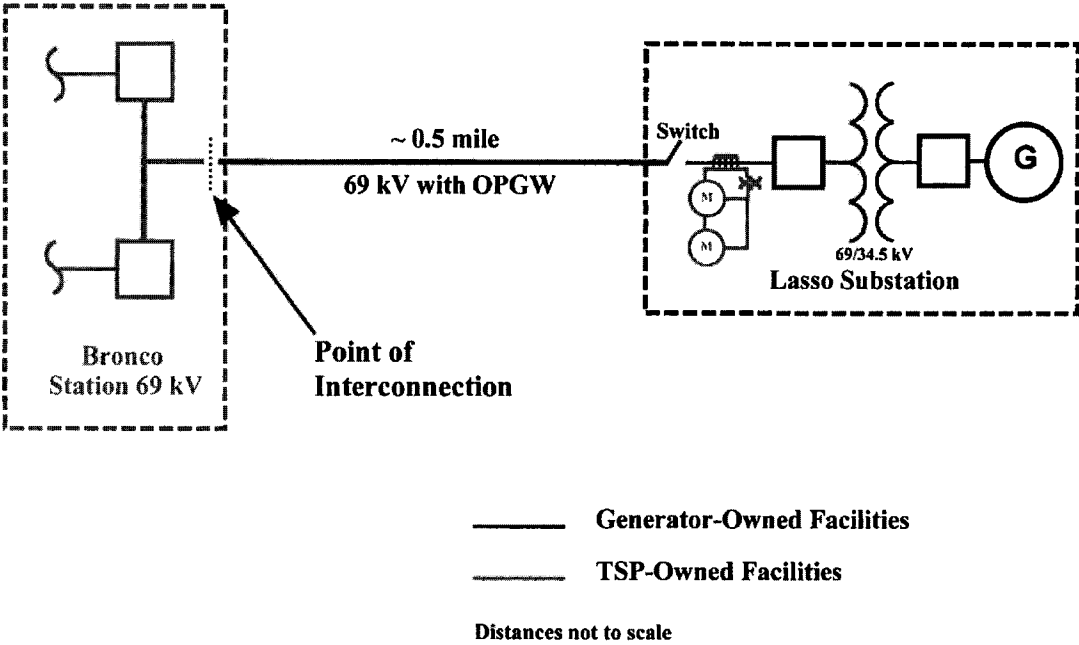 ~ 0.5 mile
69 kV with OPGW
Switch
M
M
G
69/34.5 kV
Lasso Substation
Bronco
Station 69 kV
Point of
Interconnection
Generator-Owned Facilities
TSP-Owned Facilities
Distances not to scale